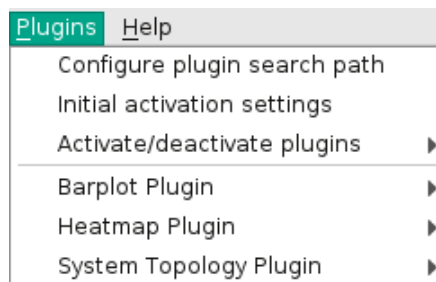 Plugins Help
Configure plugin search path
Initial activation settings
Activate/deactivate plugins
Barplot Plugin
Heatmap Plugin
System Topology Plugin